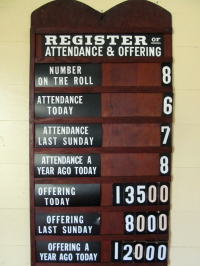 REGISTER OF
ATTENDANCE & OFFERING
NUMBER
ON THE ROLL
8
ATTENDANCE
TODAY
6
ATTENDANCE
LAST SUNDAY
7
ATTENDANCE A
YEAR AGO TODAY
8
OFFERING
TODAY
13500
OFFERING
LAST SUNDAY
8000
OFFERING A
YEAR AGO TODAY
12000